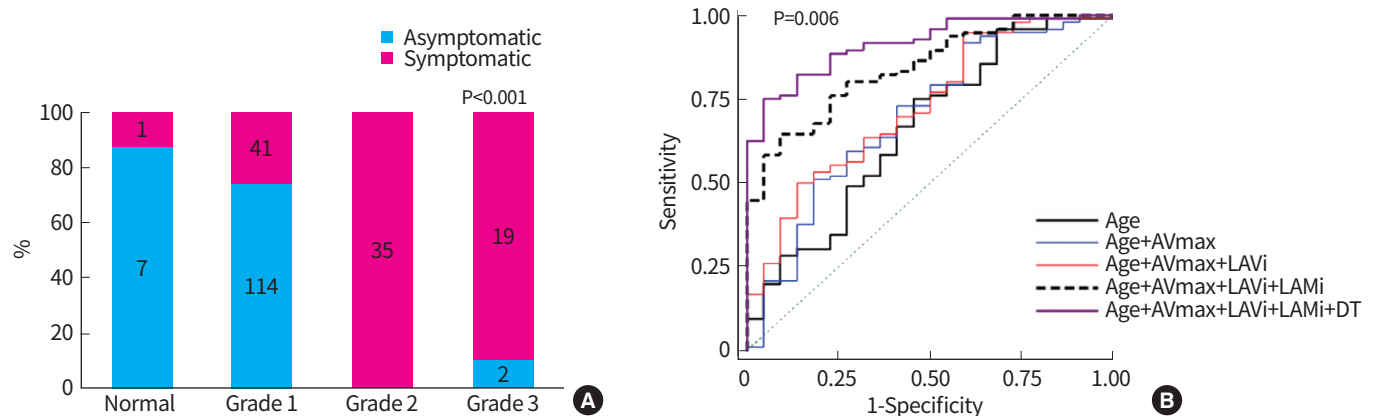 Asymptomatic
Symptomatic
P<0.001
100
80
60
40
20
0
%
1
7
41
114
35
19
2
Normal
Grade 1
Grade 2
Grade 3
A
P=0.006
1.00
0.75
0.50
0.25
0
Sensitivity
Age
Age+AVmax
Age+AVmax+LAVi
Age+AVmax+LAVi+LAMi
Age+AVmax+LAVi+LAMi+DT
0
0.25
0.50
0.75
1.00
1-Specificity
B